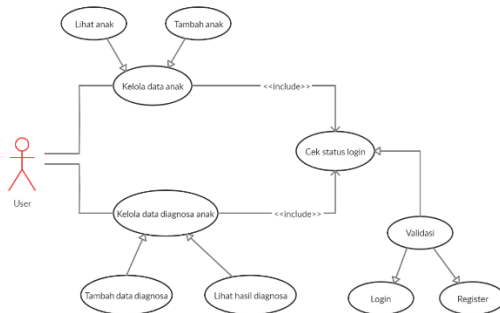 Lihat anak
Tambah anak
Kelola data anak
<<include>>
Cek status login
User
Kelola data diagnosa anak
<<include>>
Validasi
Tambah data diagnosa
Lihat hasil diagnosa
Login
Register